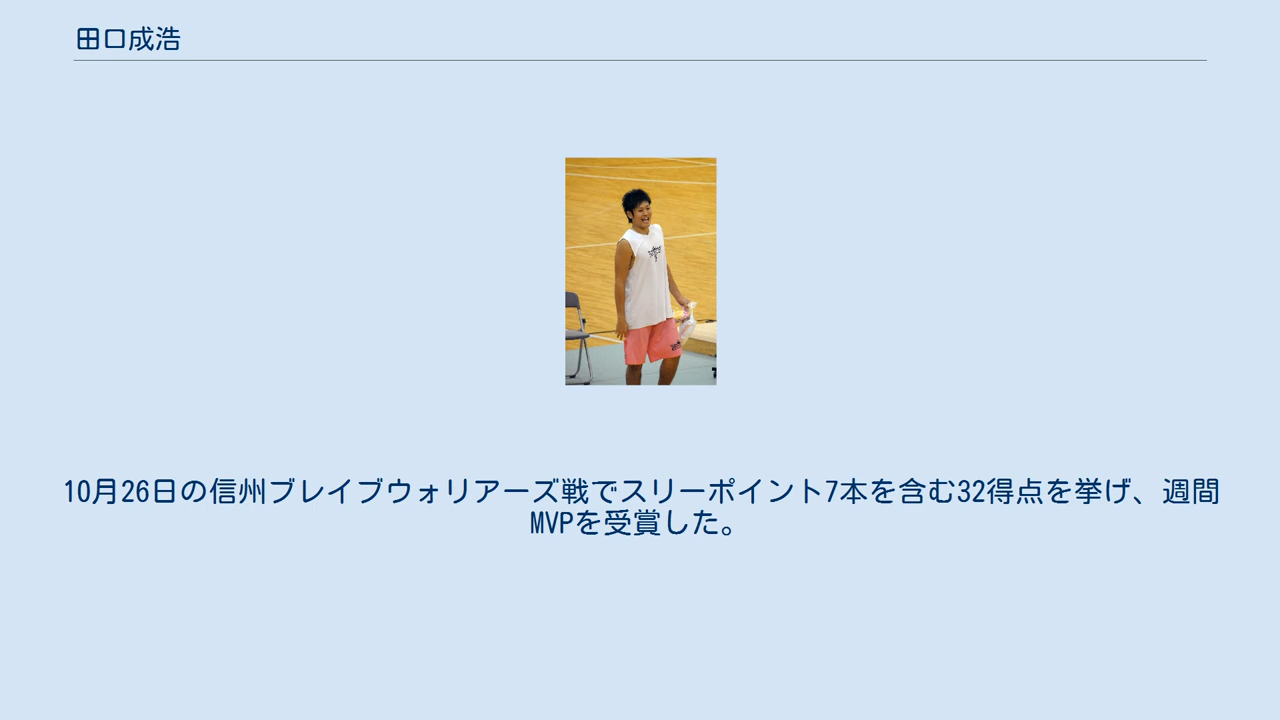 田口成浩
10月26日の信州ブレイブウォリアーズ戦でスリーポイント7本を含む32得点を挙げ、週間
MVPを受賞した。